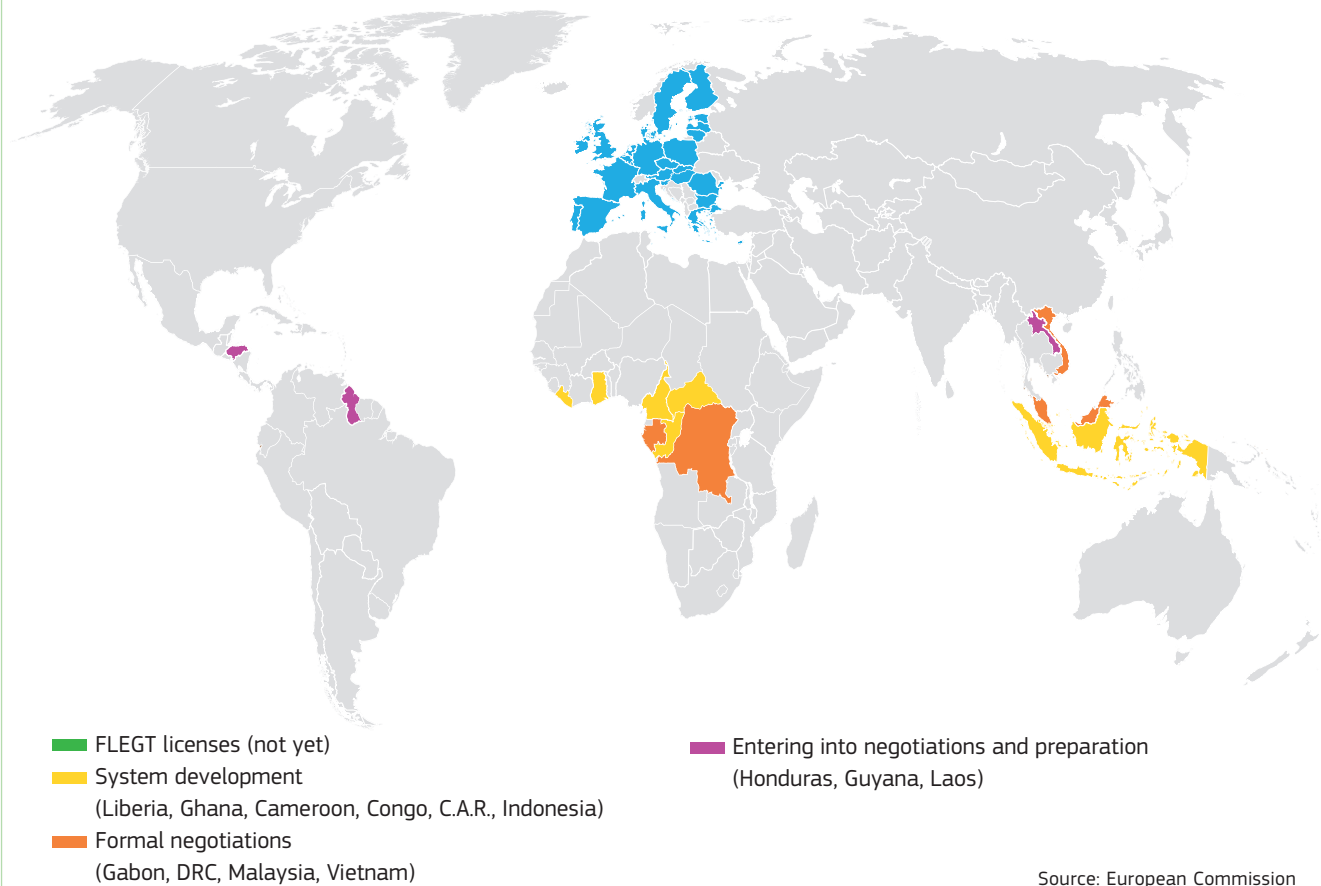 FLEGT licenses (not yet)
System development
(Liberia, Ghana, Cameroon, Congo, C.A.R., Indonesia)
Formal negotiations
(Gabon, DRC, Malaysia, Vietnam)
Entering into negotiations and preparation
(Honduras, Guyana, Laos)
Source: European Commission